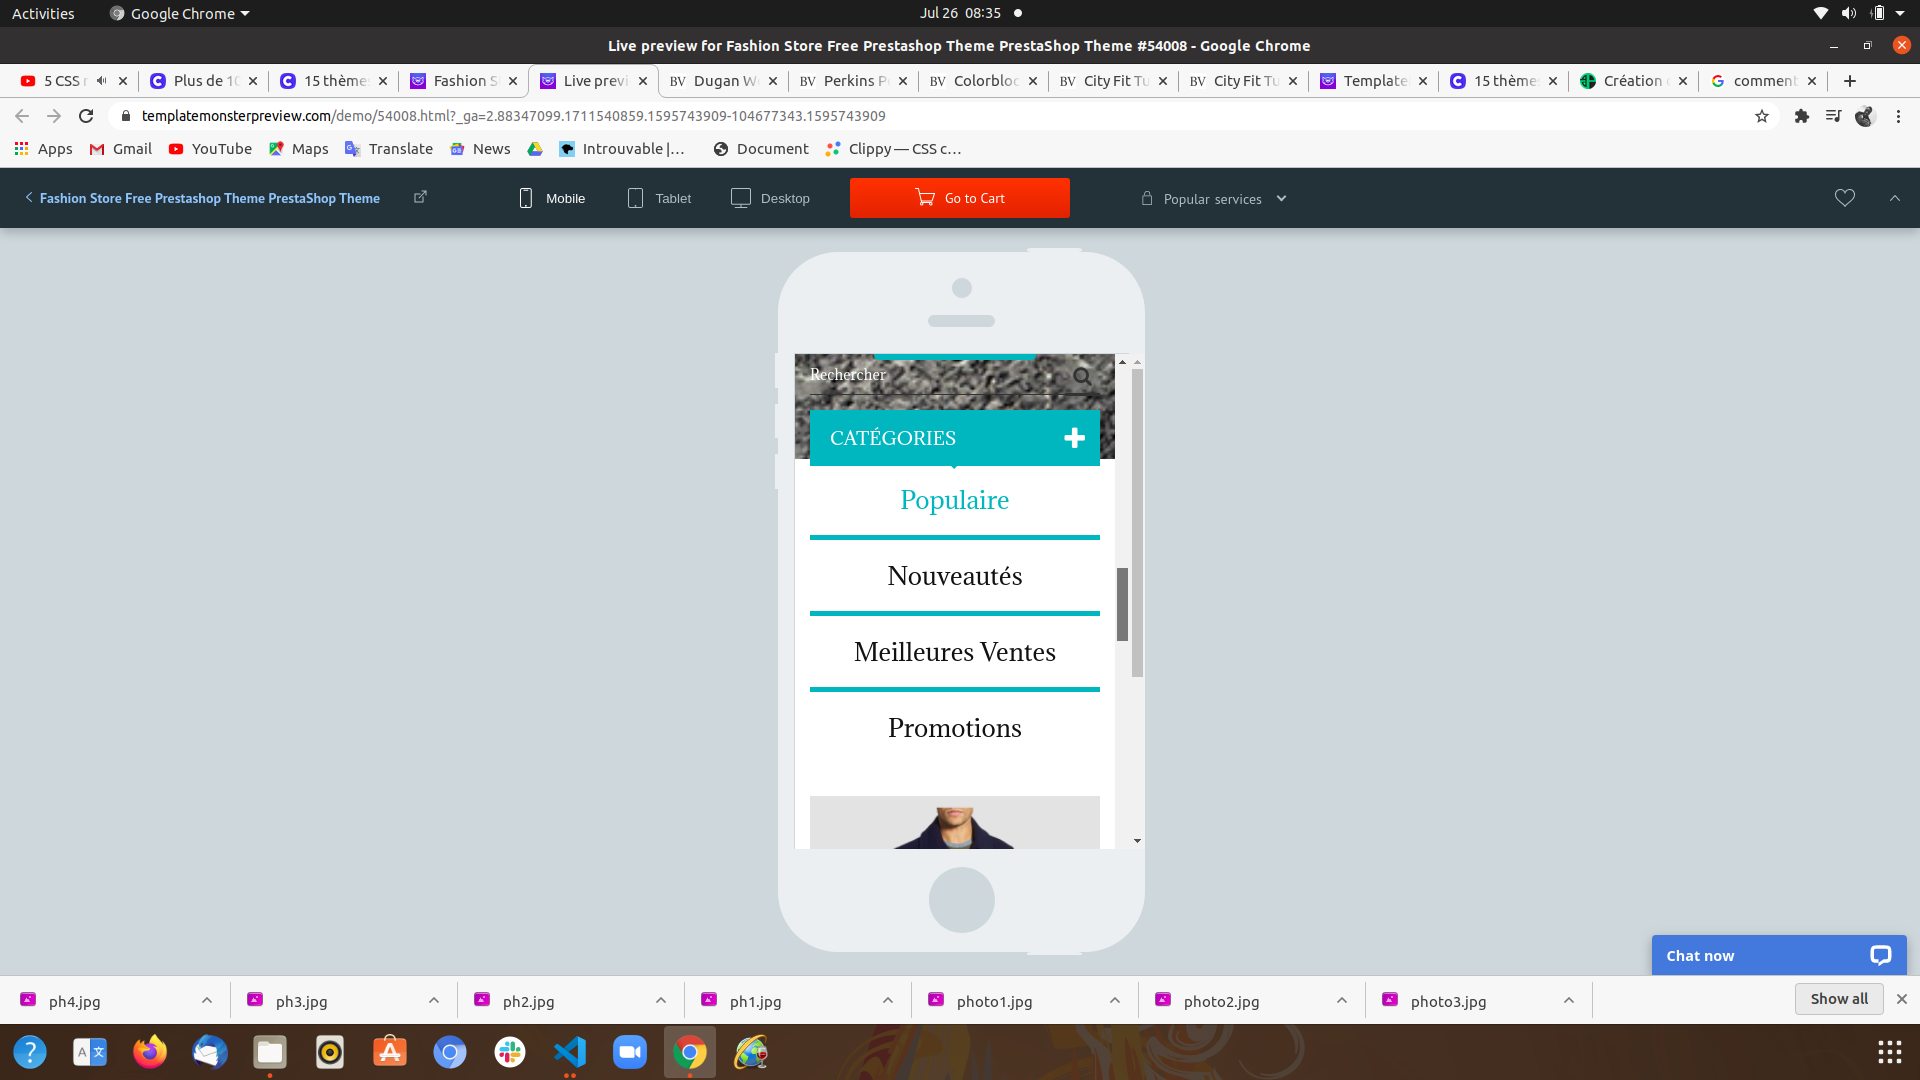 Activities
Google Chrome
Jul 26 08:35
Live preview for Fashion Store Free Prestashop Theme PrestaShop Theme #54008 - Google Chrome
5 CSS
Plus de 10
15 thème
Fashion S
Live previ
BV Dugan W
BV Perkins P
BV Colorbloc
BV City Fit Tu
BV City Fit Tu
Template
15 thème
Création
comment
templatemonsterpreview.com/demo/54008.html?_ga=2.88347099.1711540859.1595743909-104677343.1595743909
Apps
Gmail
YouTube
Maps
Translate
News
Introuvable |...
Document
Clippy — CSS c...
Fashion Store Free Prestashop Theme PrestaShop Theme
Mobile
Tablet
Desktop
Go to Cart
Popular services
Rechercher
CATÉGORIES
Populaire
Nouveautés
Meilleures Ventes
Promotions
Chat now
ph4.jpg
ph3.jpg
ph2.jpg
ph1.jpg
photo1.jpg
photo2.jpg
photo3.jpg
Show all